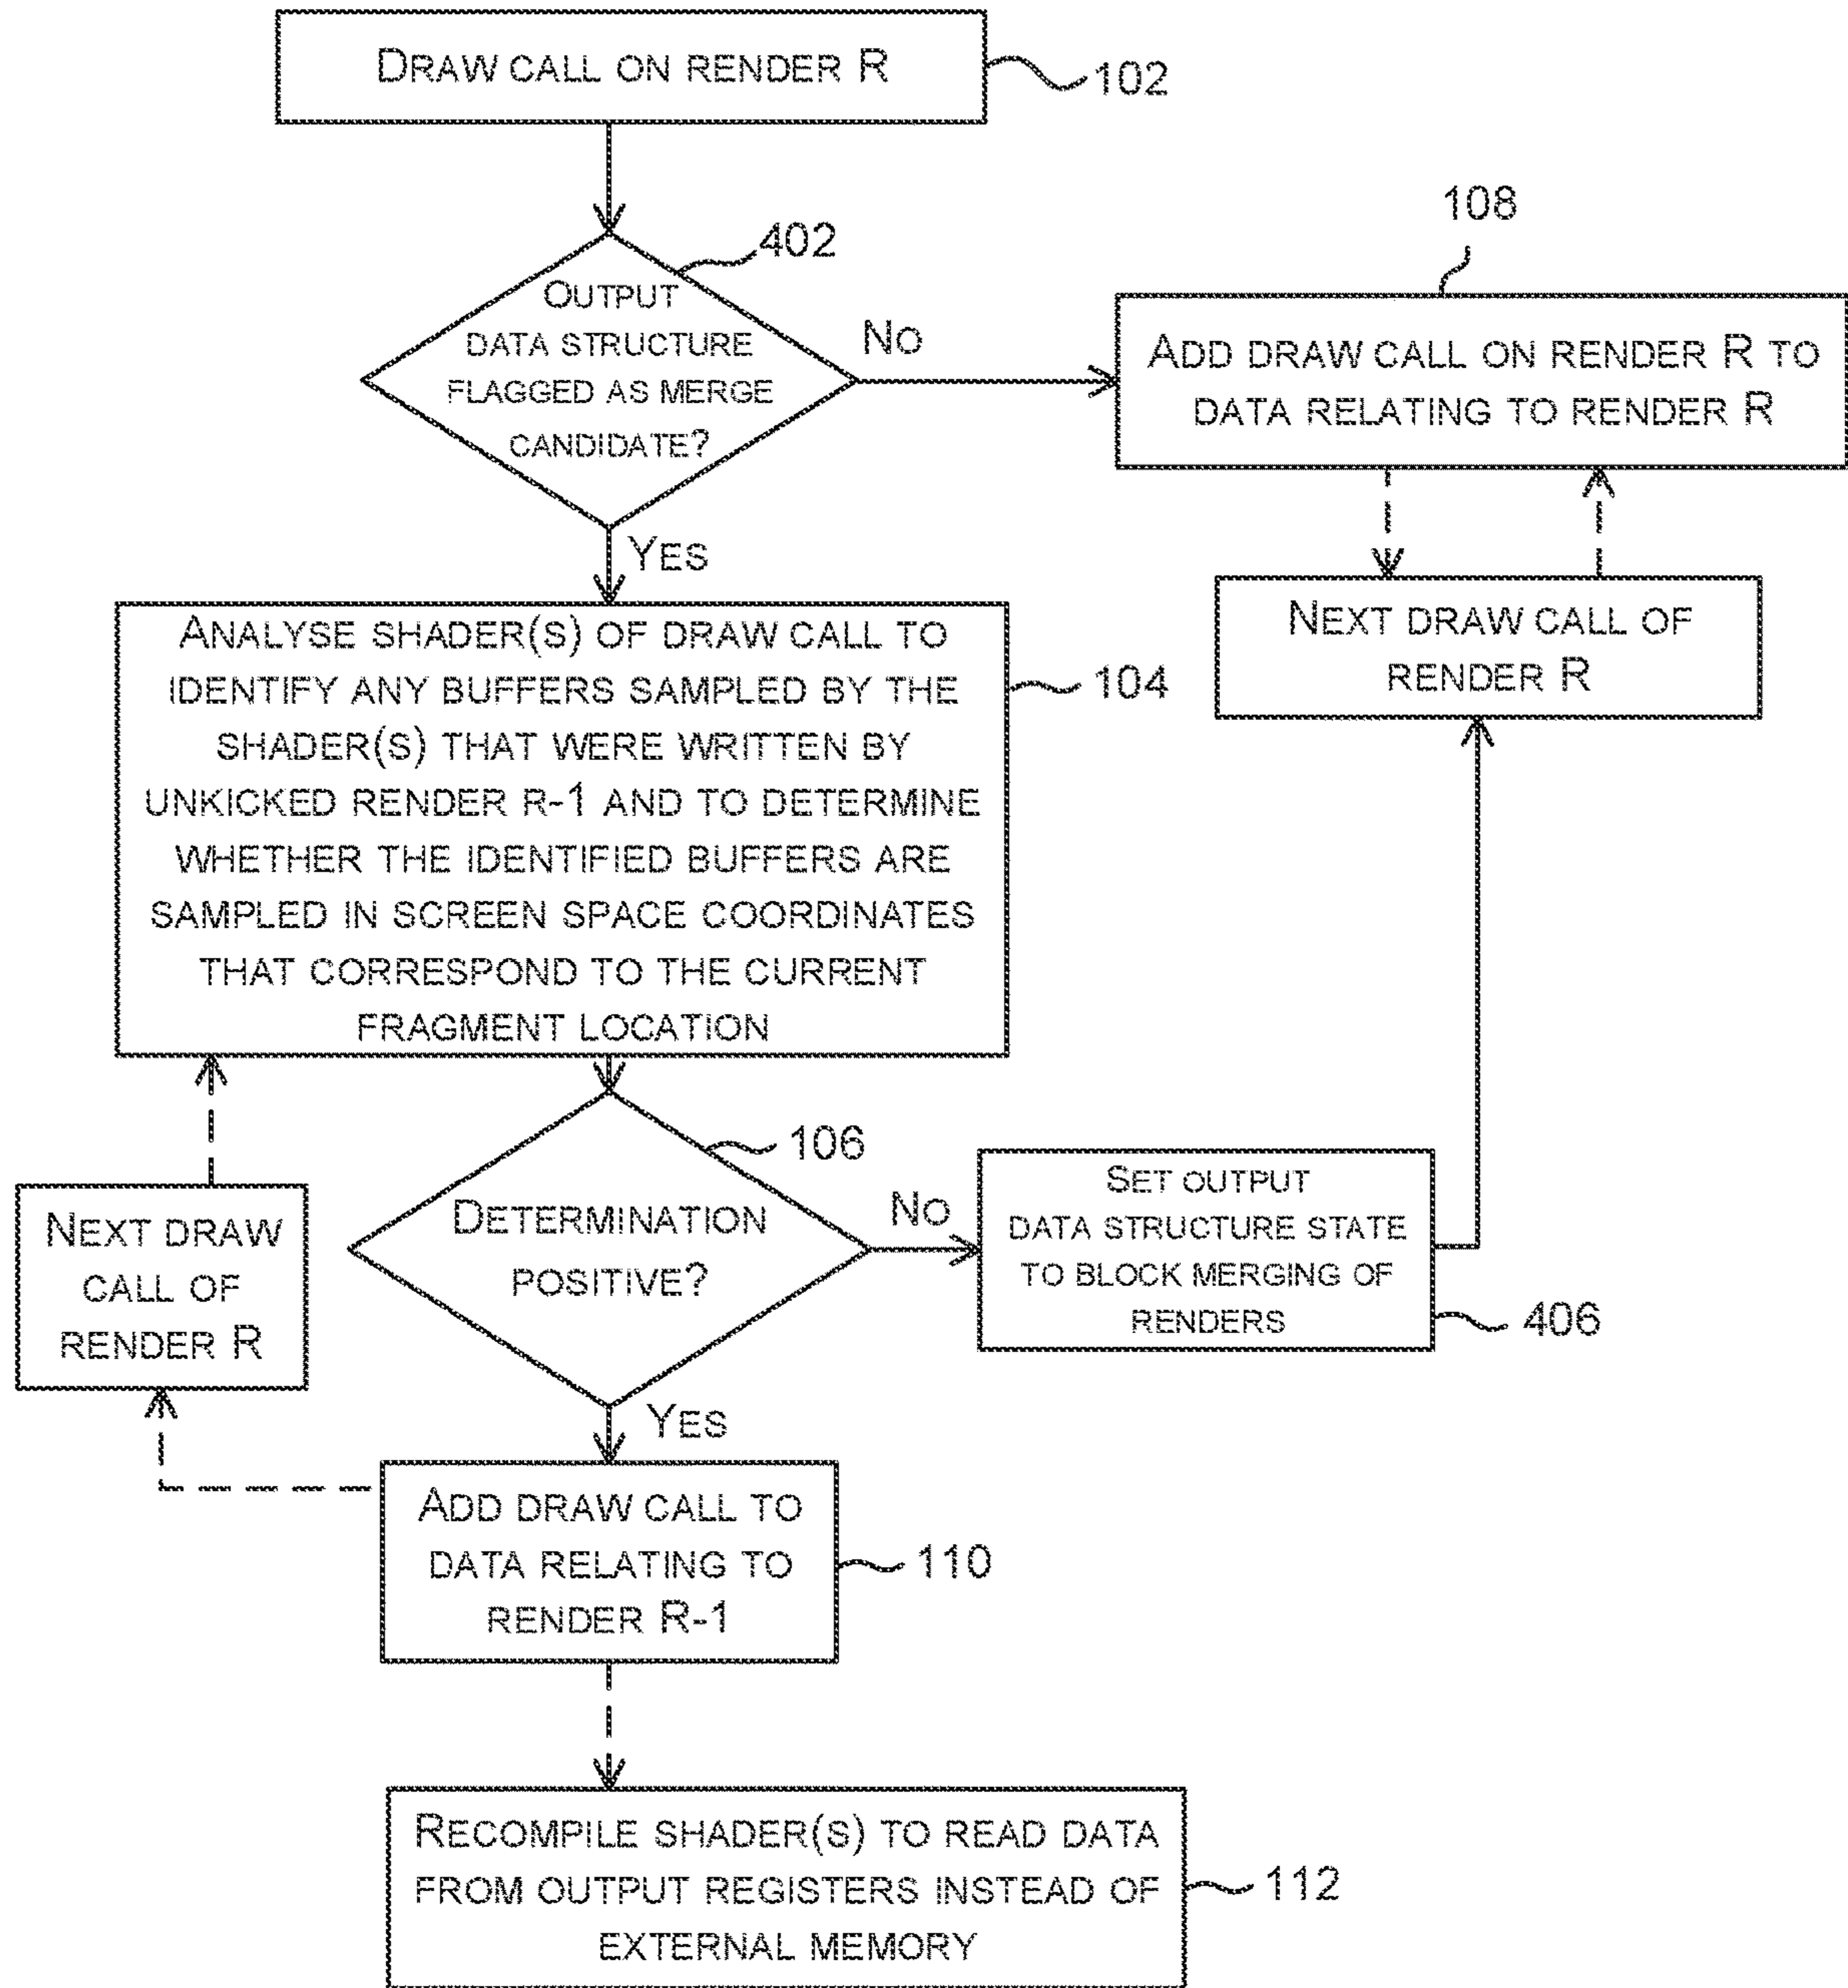 DRAW CALL ON RENDER R
102
402
OUTPUT
DATA STRUCTURE
FLAGGED AS MERGE
CANDIDATE?
NO
108
ADD DRAW CALL ON RENDER R TO
DATA RELATING TO RENDER R
YES
NEXT DRAW CALL OF
RENDER R
ANALYSE SHADER(S) OF DRAW CALL TO
IDENTIFY ANY BUFFERS SAMPLED BY THE
SHADER(S) THAT WERE WRITTEN BY
UNKICKED RENDER R-1 AND TO DETERMINE
WHETHER THE IDENTIFIED BUFFERS ARE
SAMPLED IN SCREEN SPACE COORDINATES
THAT CORRESPOND TO THE CURRENT
FRAGMENT LOCATION
104
106
DETERMINATION
POSITIVE?
NO
SET OUTPUT
DATA STRUCTURE STATE
TO BLOCK MERGING OF
RENDERS
406
NEXT DRAW
CALL OF
RENDER R
YES
ADD DRAW CALL TO
DATA RELATING TO
RENDER R-1
110
RECOMPILE SHADER(S) TO READ DATA
FROM OUTPUT REGISTERS INSTEAD OF
EXTERNAL MEMORY
112